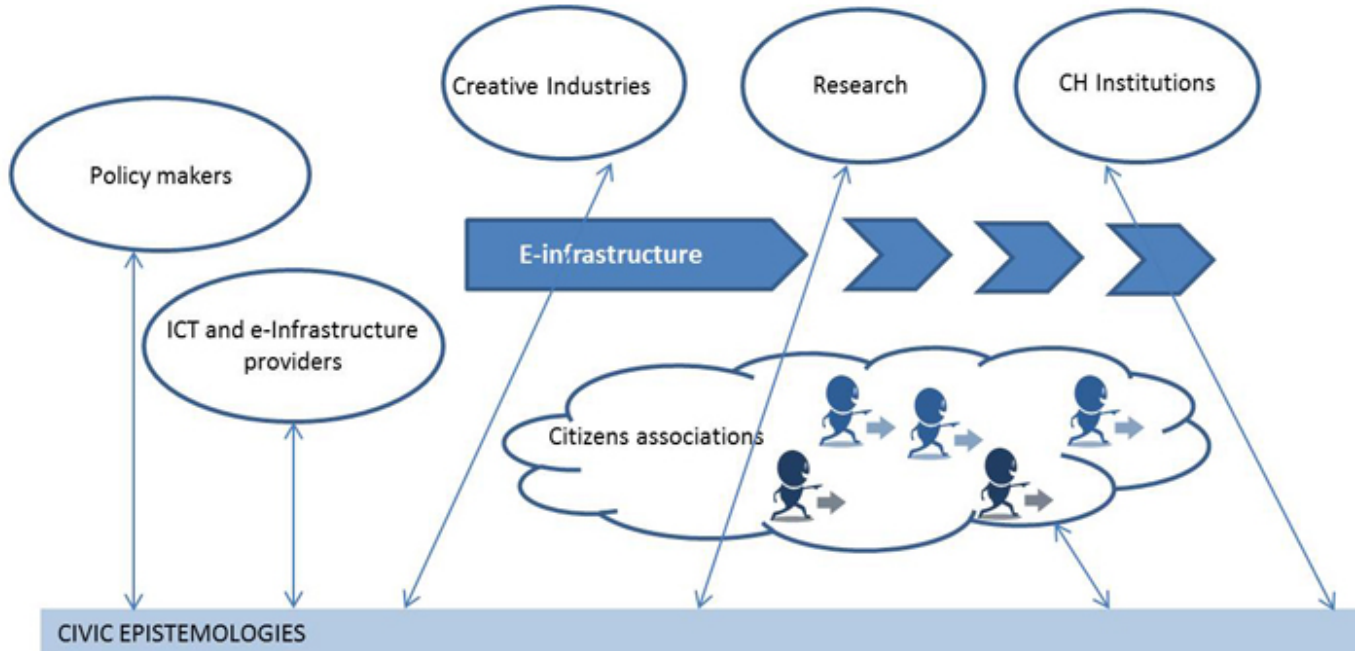 Creative Industries
Research
CH Institutions
Policy makers
E-infrastructure
ICT and e-Infrastructure
providers
Citizens associations
CIVIC EPISTEMOLOGIES